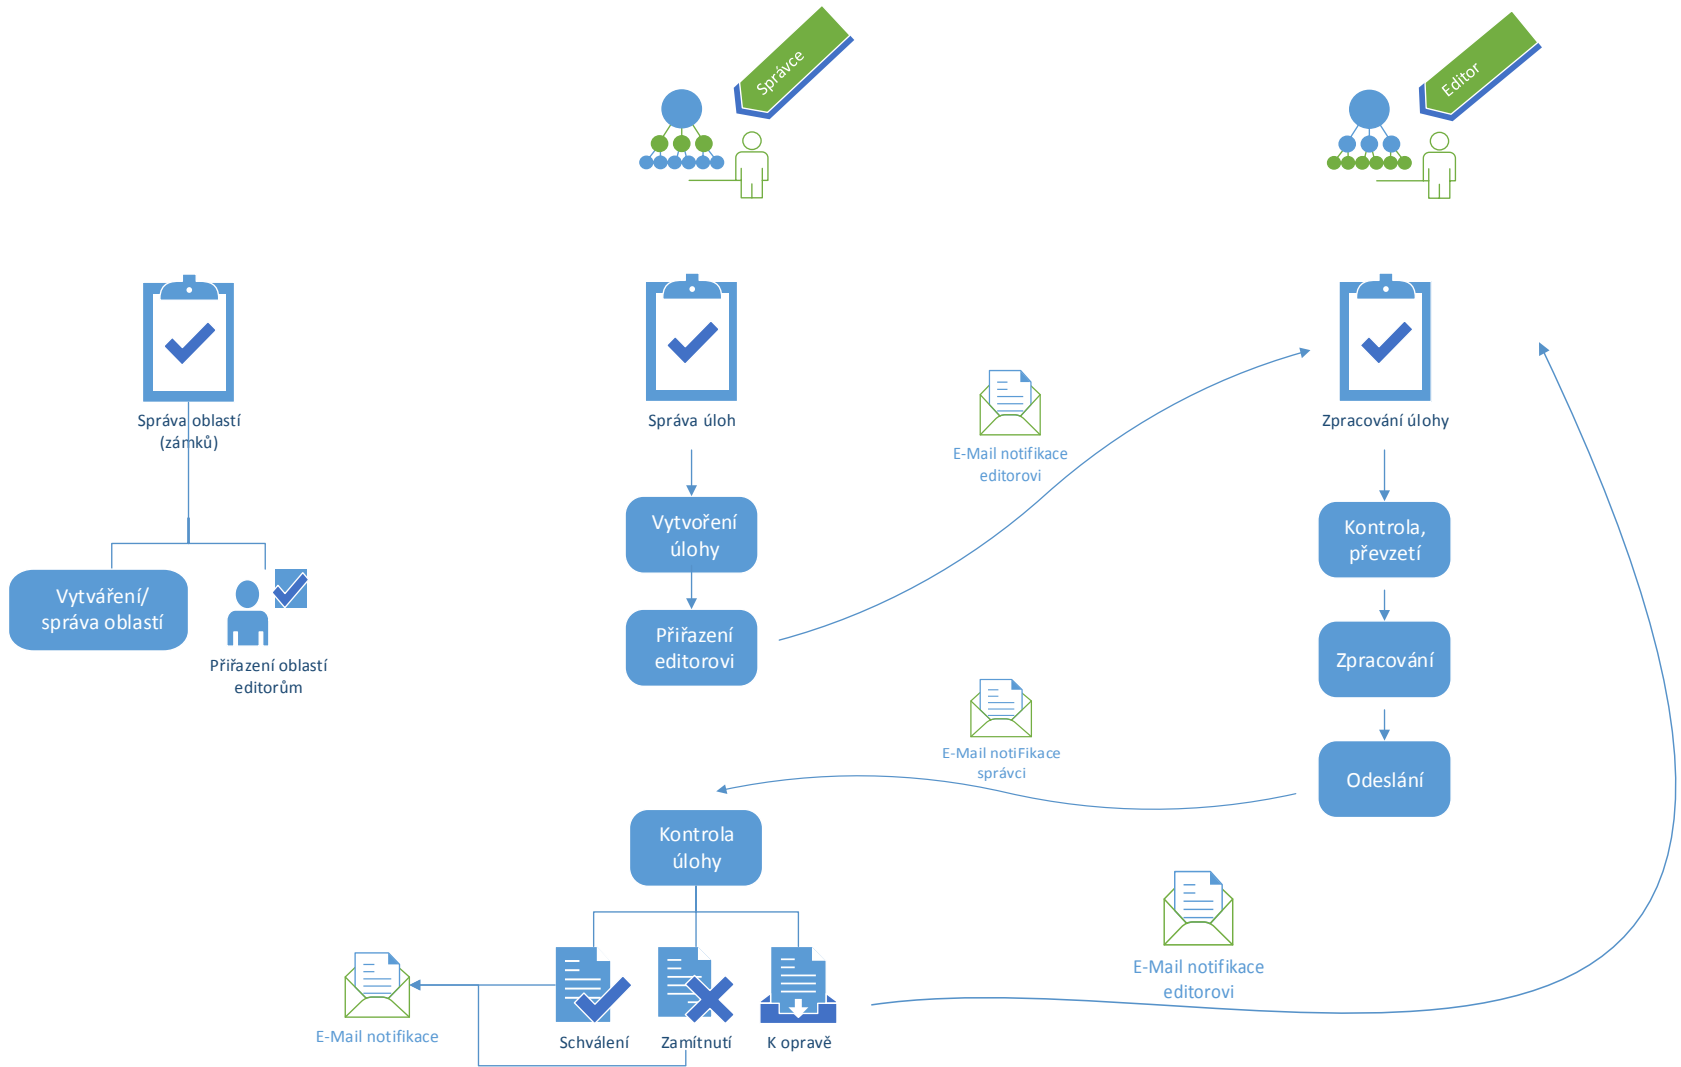 Správce
Editor
Správa oblastí
(zámků)
Správa úloh
Zpracování úlohy
E-Mail notifikace
editorovi
Vytvoření
úlohy
Kontrola,
převzetí
Vytváření/
správa oblastí
Přiřazení
editorovi
Zpracování
Přiřazení oblastí
editorům
E-Mail notiFikace
správci
Odeslání
Kontrola
úlohy
E-Mail notifikace
editorovi
E-Mail notifikace
Schválení
Zamítnutí
K opravě